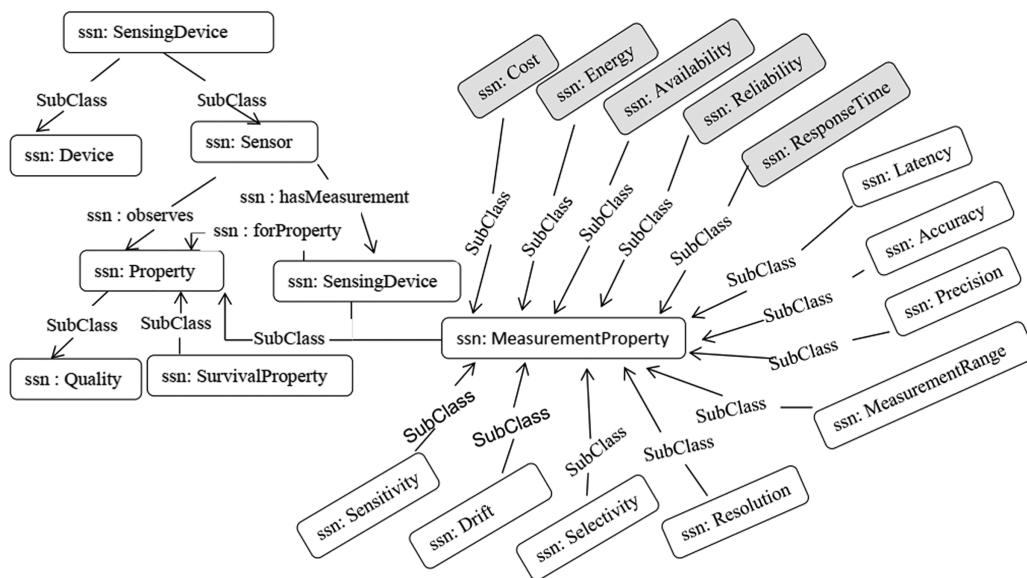 ssn: SensingDevice
SubClass
SubClass
ssn: Device
ssn: Sensor
ssn : observes
ssn : hasMeasurement
ssn : forProperty
ssn: Property
ssn: SensingDevice
SubClass
SubClass
SubClass
ssn : Quality
ssn: SurvivalProperty
ssn: MeasurementProperty
ssn: Cost
ssn: Energy
ssn: Availability
ssn: Reliability
ssn: ResponseTime
ssn: Latency
ssn: Accuracy
ssn: Precision
ssn: MeasurementRange
SubClass
SubClass
SubClass
SubClass
SubClass
SubClass
SubClass
SubClass
SubClass
SubClass
SubClass
SubClass
SubClass
ssn: Sensitivity
ssn: Drift
ssn: Selectivity
ssn: Resolution